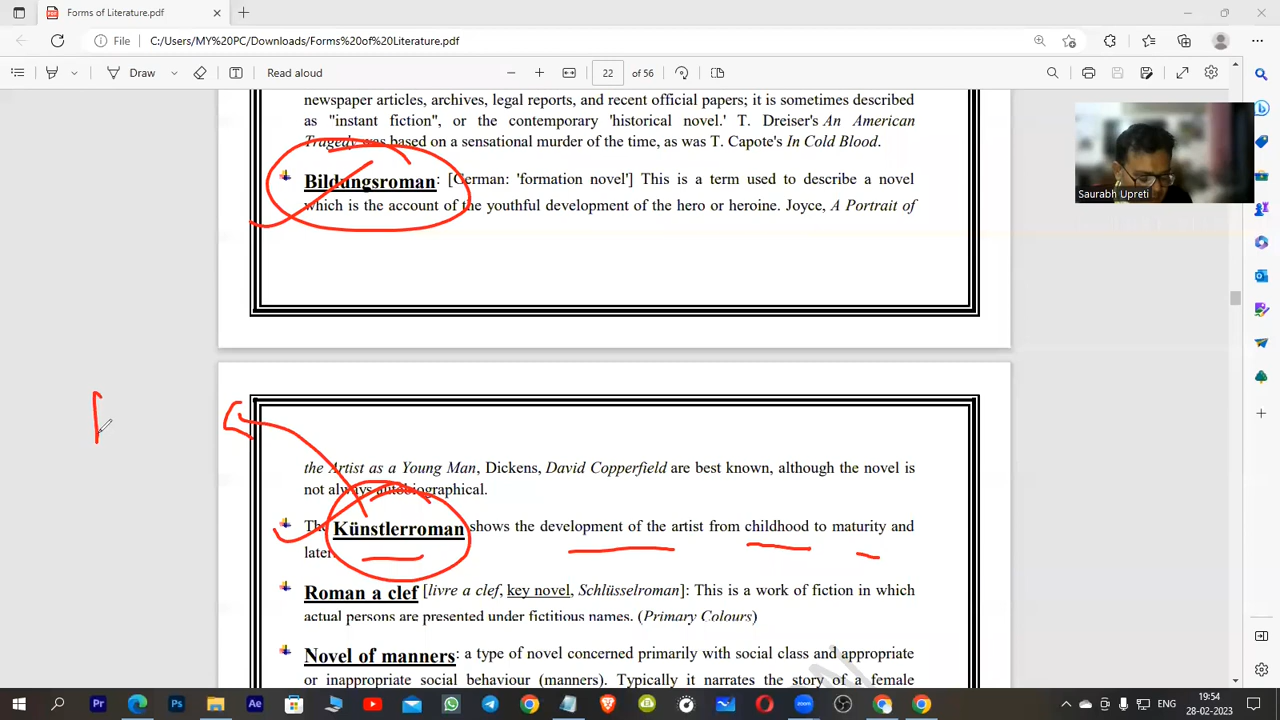 Forms of Literature.pdf
File
C:/Users/MY%20PC/Downloads/Forms%20of%20Literature.pdf
Draw
Read aloud
22
of 56
newspaper articles, archives, legal reports, and recent official papers; it is sometimes described
as "instant fiction", or the contemporary 'historical novel.' T. Dreiser's An American
Tragedy was based on a sensational murder of the time, as was T. Capote's In Cold Blood.
Bildungsroman: [German: 'formation novel'] This is a term used to describe a novel
which is the account of the youthful development of the hero or heroine. Joyce, A Portrait of
Saurabh Upreti
the Artist as a Young Man, Dickens, David Copperfield are best known, although the novel is
not always autobiographical.
The Künstlerroman shows the development of the artist from childhood to maturity and
later.
Roman a clef [livre a clef, key novel, Schlüsselroman]: This is a work of fiction in which
actual persons are presented under fictitious names. (Primary Colours)
Novel of manners: a type of novel concerned primarily with social class and appropriate
or inappropriate social behaviour (manners). Typically it narrates the story of a female
ENG
19:54
28-02-2023